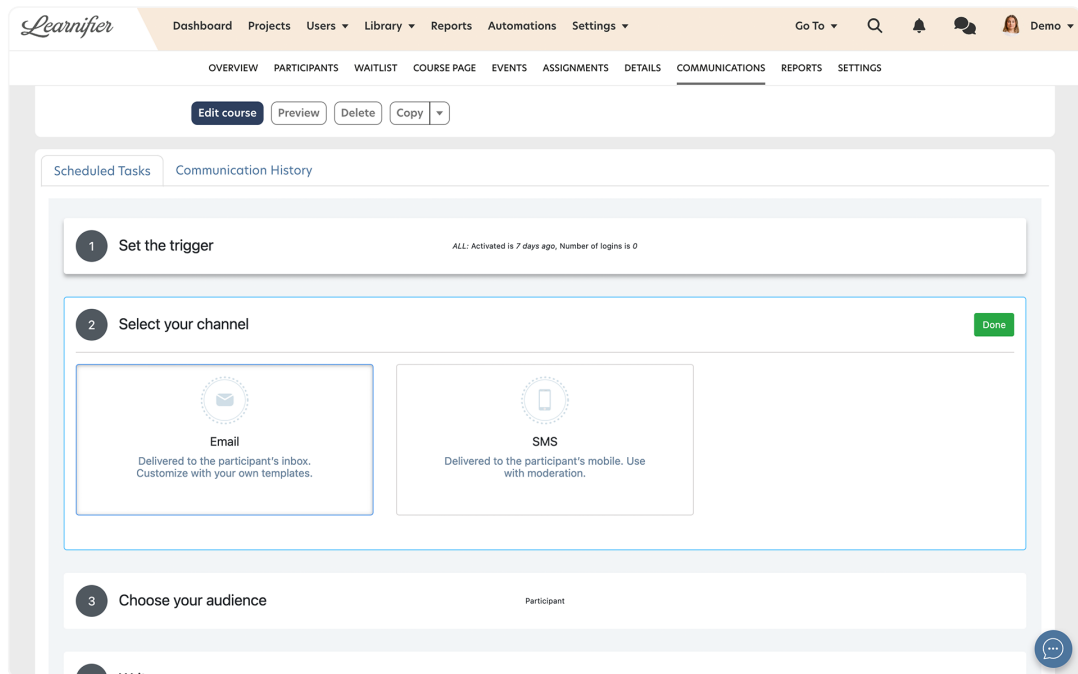 Learnifier
Dashboard Projects Users Library Reports Automations Settings Go To Demo
OVERVIEW PARTICIPANTS WAITLIST COURSE PAGE EVENTS ASSIGNMENTS DETAILS COMMUNICATIONS REPORTS SETTINGS
Edit course Preview Delete Copy
Scheduled Tasks Communication History
1 Set the trigger ALL: Activated is 7 days ago, Number of logins is 0
2 Select your channel Done
Email
Delivered to the participant's inbox.
Customize with your own templates.
SMS
Delivered to the participant's mobile. Use
with moderation.
3 Choose your audience Participant